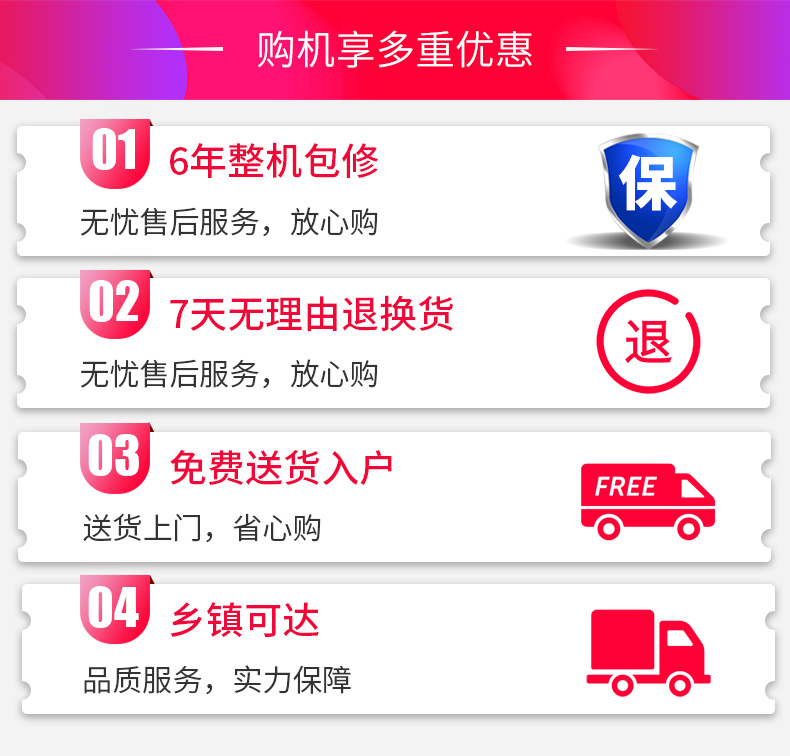 购机享多重优惠
01
6年整机包修
无忧售后服务，放心购
保
02
7天无理由退换货
无忧售后服务，放心购
退
03
免费送货入户
送货上门，省心购
FREE
04
乡镇可达
品质服务，实力保障